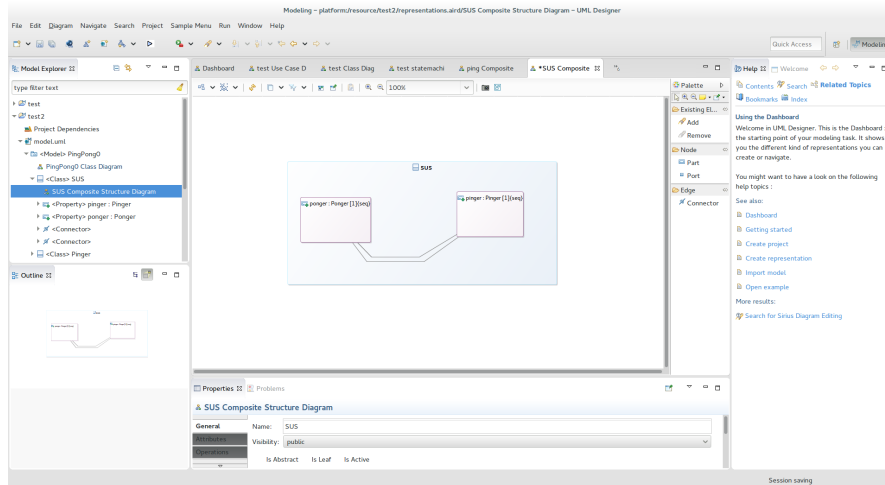 Modeling – platform:/resource/test2/representations.aird/SUS Composite Structure Diagram – UML Designer
File Edit Diagram Navigate Search Project Sample Menu Run Window Help
Quick Access
Modeling
Model Explorer
Dashboard
test Use Case D
test Class Diag
test statemachi
ping Composite
*SUS Composite
Help
Welcome
type filter text
100%
Palette
Contents Search Related Topics
Bookmarks Index
test
test2
Project Dependencies
model.uml
<Model> PingPong0
PingPong0 Class Diagram
<Class> SUS
SUS Composite Structure Diagram
<Property> pinger : Pinger
<Property> ponger : Ponger
<Connector>
<Connector>
<Class> Pinger
Outline
SUS
ponger : Ponger [1]{seq}
pinger : Pinger [1]{seq}
Existing El...
Add
Remove
Node
Part
Port
Edge
Connector
Using the Dashboard
Welcome in UML Designer. This is the Dashboard :
the starting point of your modeling task. It shows
you the different kind of representations you can
create or navigate.
You might want to have a look on the following
help topics :
See also:
Dashboard
Getting started
Create project
Create representation
Import model
Open example
More results:
Search for Sirius Diagram Editing
Properties
Problems
SUS Composite Structure Diagram
General
Attributes
Operations
Name: SUS
Visibility: public
Is Abstract Is Leaf Is Active
Session saving